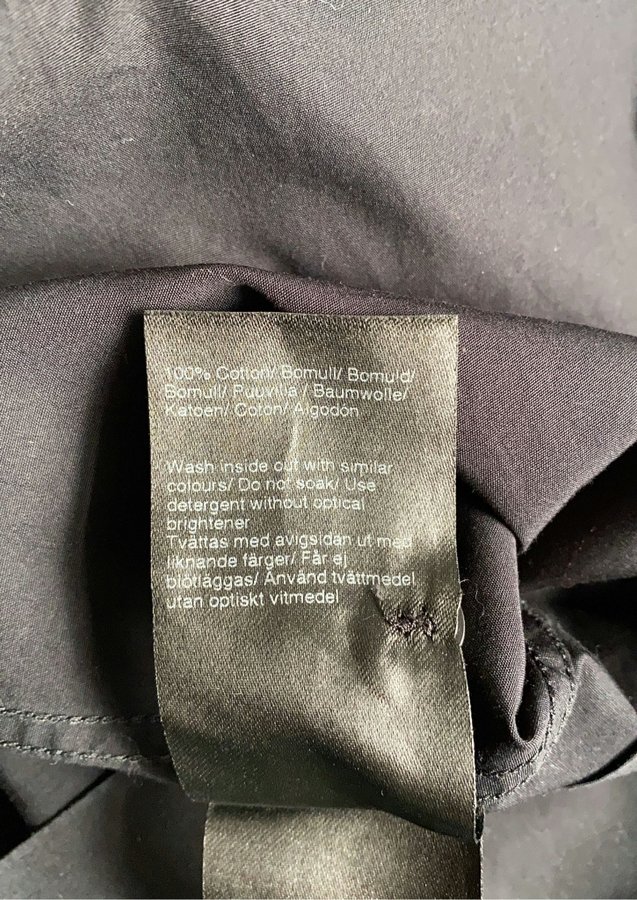 100% Cotton/ Bomull/ Bomuld/
Bomull/ Puuvilla / Baumwolle/
Katoen/ Coton/ Algodón
Wash inside out with similar
colours/ Do not soak/ Use
detergent without optical
brightener
Tvättas med avigsidan ut med
liknande färger/ Får ej
blötläggas/ Använd tvättmedel
utan optiskt vitmedel